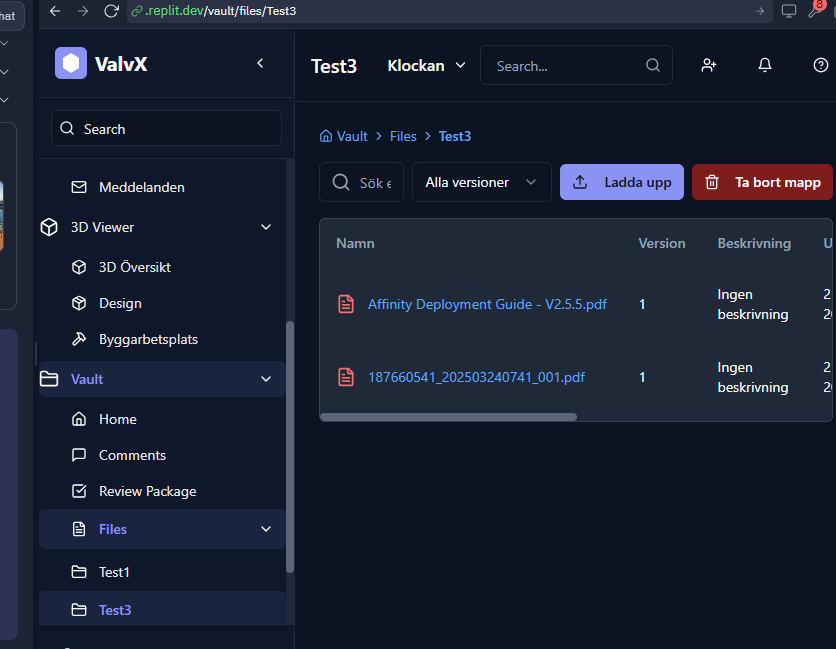 hat
.replit.dev/vault/files/Test3
8
ValvX
Test3
Klockan
Search...
Search
Meddelanden
3D Viewer
3D Översikt
Design
Byggarbetsplats
Vault
Home
Comments
Review Package
Files
Test1
Test3
Vault > Files > Test3
Sök e
Alla versioner
Ladda upp
Ta bort mapp
Namn Version Beskrivning U
Affinity Deployment Guide - V2.5.5.pdf 1 Ingen beskrivning 2
2
187660541_202503240741_001.pdf 1 Ingen beskrivning 2
2